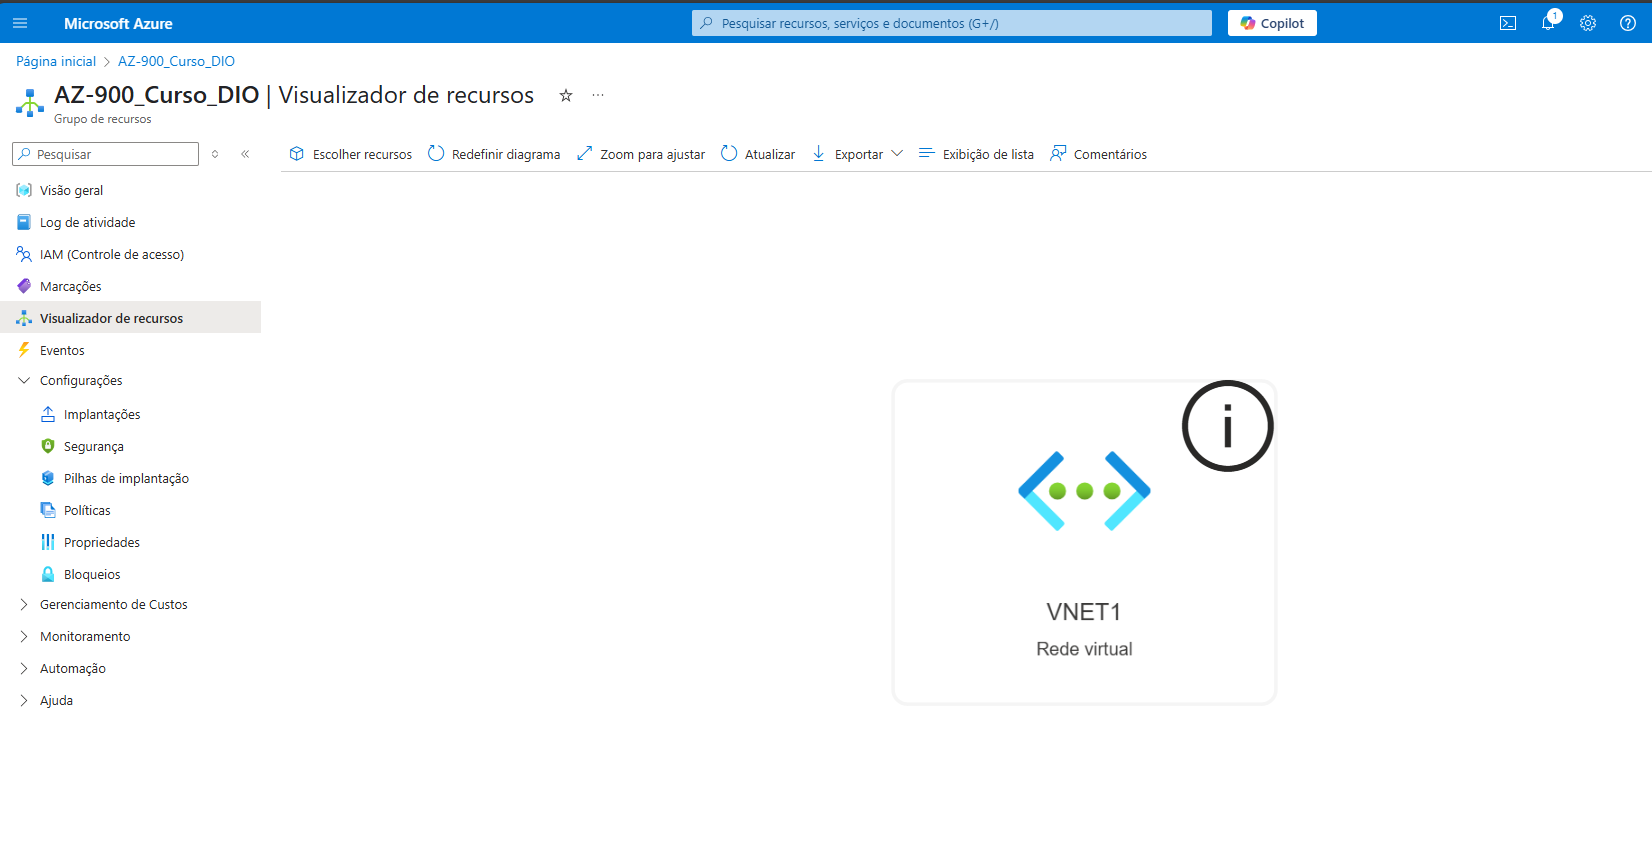 Microsoft Azure
Pesquisar recursos, serviços e documentos (G+/)
Copilot
1
Página inicial > AZ-900_Curso_DIO
AZ-900_Curso_DIO | Visualizador de recursos
Grupo de recursos
Pesquisar
Escolher recursos
Redefinir diagrama
Zoom para ajustar
Atualizar
Exportar
Exibição de lista
Comentários
Visão geral
Log de atividade
IAM (Controle de acesso)
Marcações
Visualizador de recursos
Eventos
Configurações
Implantações
Segurança
Pilhas de implantação
Políticas
Propriedades
Bloqueios
Gerenciamento de Custos
Monitoramento
Automação
Ajuda
i
VNET1
Rede virtual